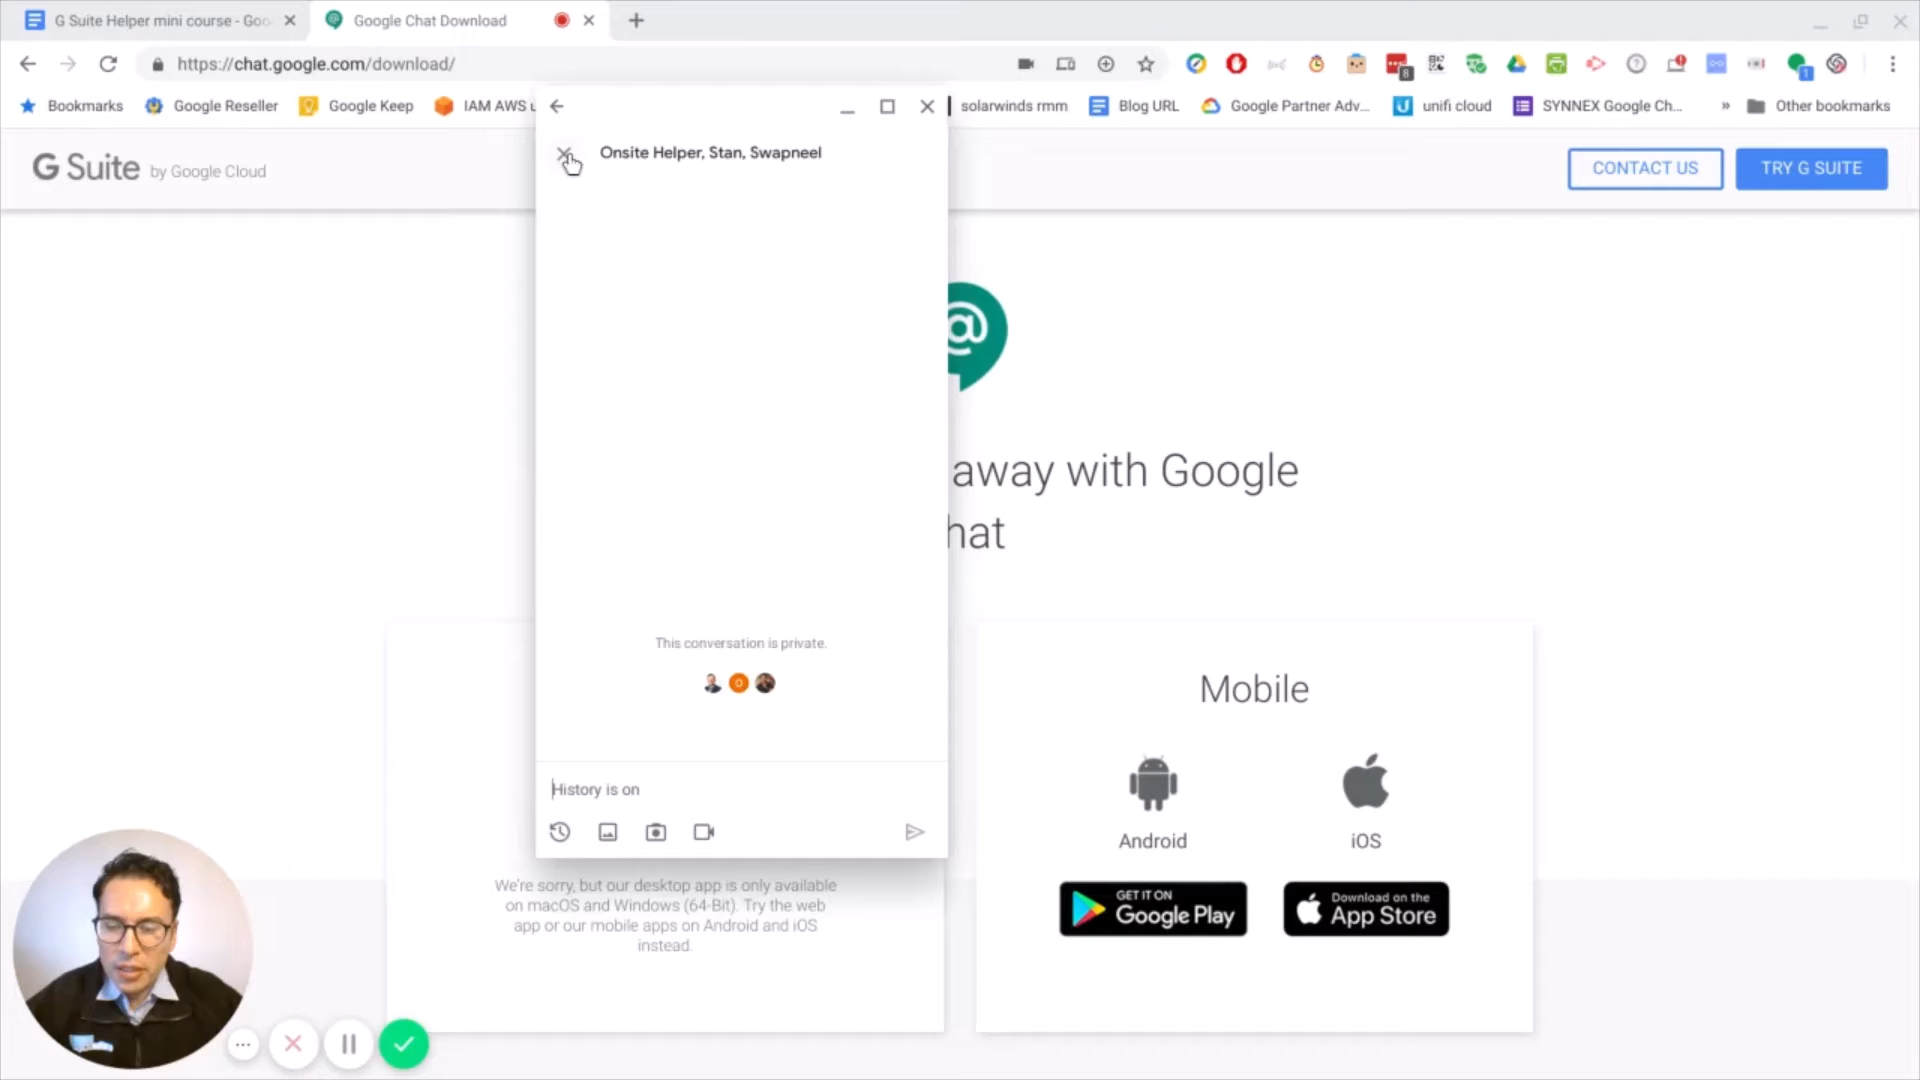 G Suite Helper mini course - Goo
Google Chat Download
https://chat.google.com/download/
8
1
Bookmarks
Google Reseller
Google Keep
IAM AWS u
solarwinds rmm
Blog URL
Google Partner Adv...
unifi cloud
SYNNEX Google Ch...
»
Other bookmarks
G Suite by Google Cloud
CONTACT US
TRY G SUITE
Onsite Helper, Stan, Swapneel
away with Google
hat
This conversation is private.
O
History is on
Mobile
Android
iOS
GET IT ON
Google Play
Download on the
App Store
We're sorry, but our desktop app is only available
on macOS and Windows (64-Bit). Try the web
app or our mobile apps on Android and iOS
instead.